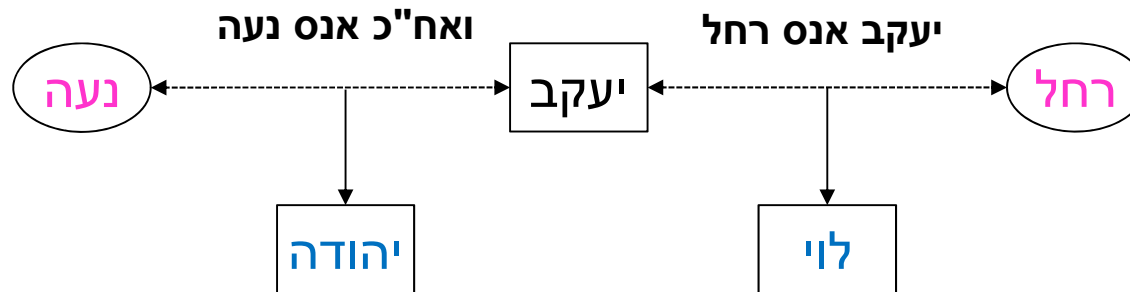 יעקב אנס רחל
ואח"כ אנס נעה
רחל
יעקב
נעה
לוי
יהודה